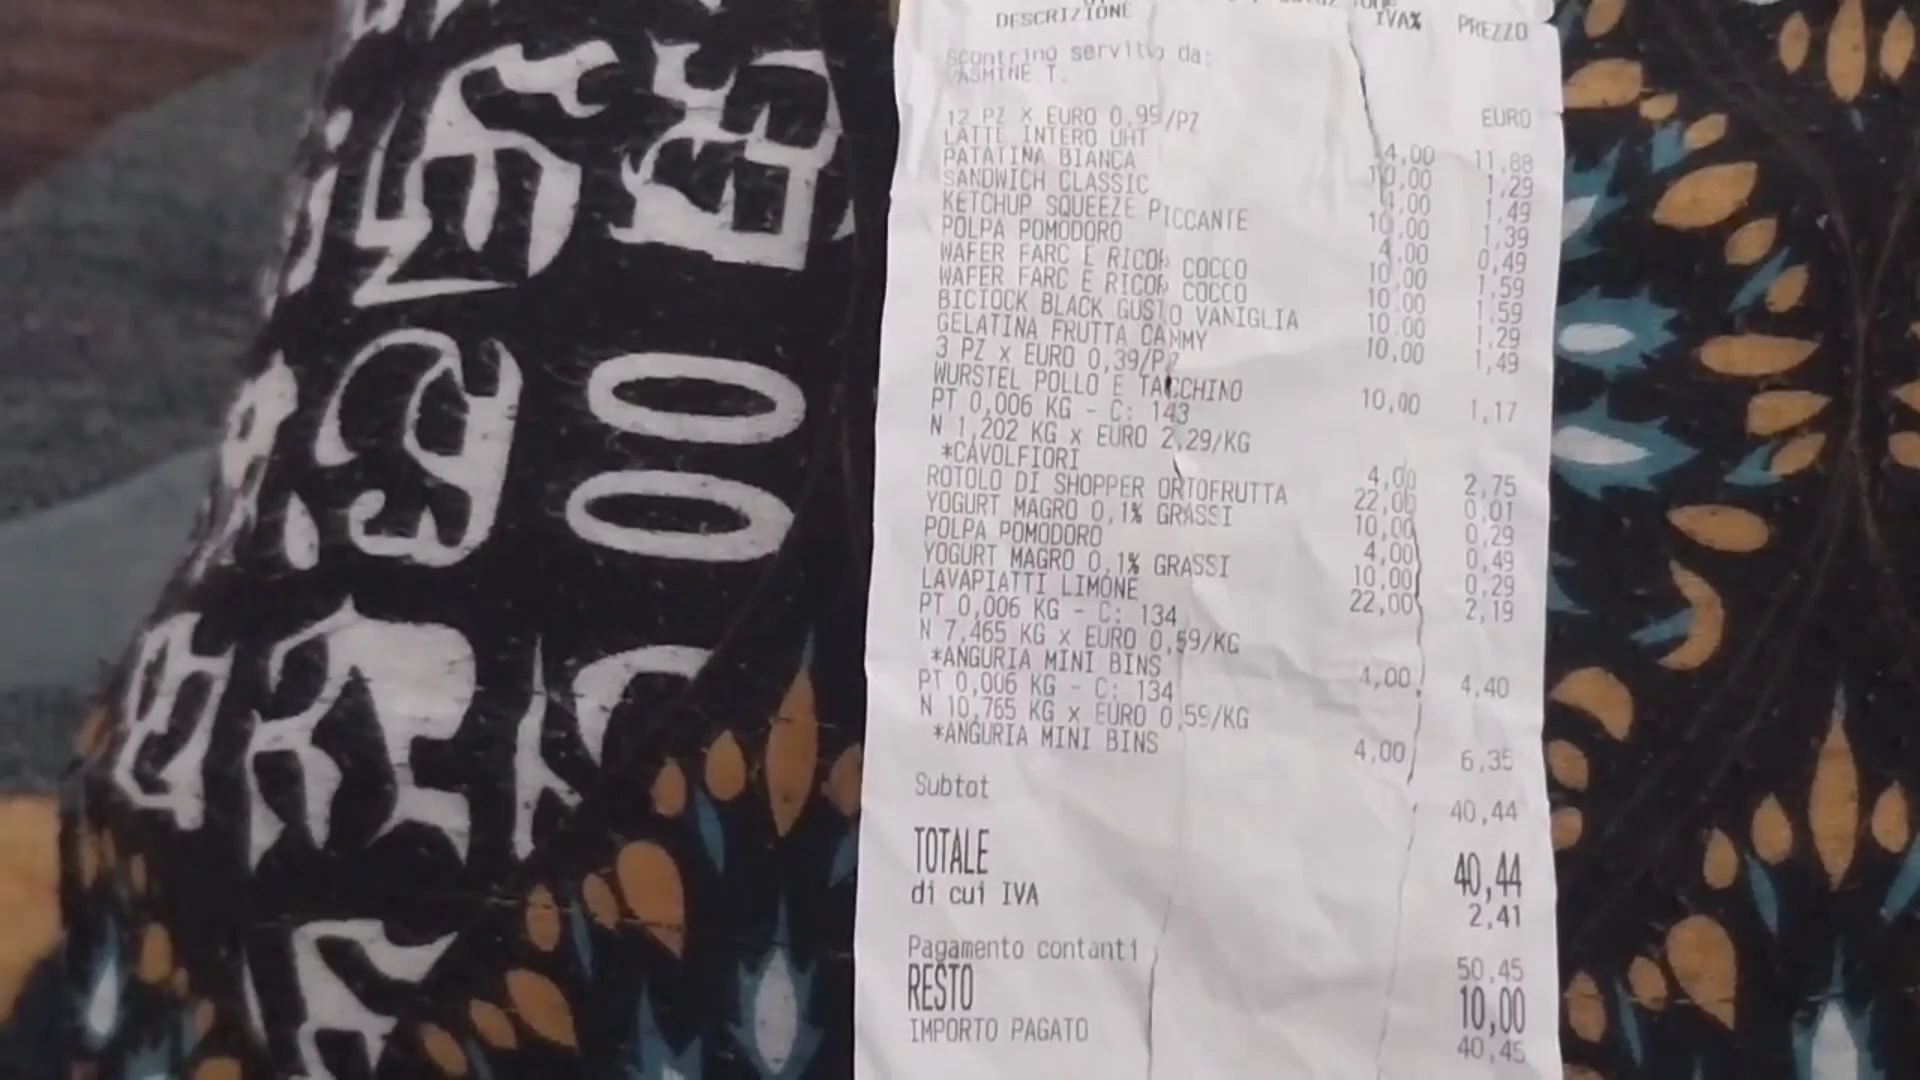 DESCRIZIONE IVA% PREZZO
Scontrino servito da:
YASMINE T.
EURO
12 PZ X EURO 0,99/PZ
LATTE INTERO UHT 4,00 11,88
PATATINA BIANCA 10,00 1,29
SANDWICH CLASSIC 4,00 1,49
KETCHUP SQUEEZE PICCANTE 10,00 1,39
POLPA POMODORO 4,00 0,49
WAFER FARC E RICOP COCCO 10,00 1,59
WAFER FARC E RICOP COCCO 10,00 1,59
BICIOCK BLACK GUSTO VANIGLIA 10,00 1,29
GELATINA FRUTTA CAMMY 10,00 1,49
3 PZ x EURO 0,39/PZ
WURSTEL POLLO E TACCHINO 10,00 1,17
PT 0,006 KG - C: 143
N 1,202 KG x EURO 2,29/KG
*CAVOLFIORI 4,00 2,75
ROTOLO DI SHOPPER ORTOFRUTTA 22,00 0,01
YOGURT MAGRO 0,1% GRASSI 10,00 0,29
POLPA POMODORO 4,00 0,49
YOGURT MAGRO 0,1% GRASSI 10,00 0,29
LAVAPIATTI LIMONE 22,00 2,19
PT 0,006 KG - C: 134
N 7,465 KG x EURO 0,59/KG
*ANGURIA MINI BINS 4,00 4,40
PT 0,006 KG - C: 134
N 10,765 KG x EURO 0,59/KG
*ANGURIA MINI BINS 4,00 6,35
Subtot 40,44
TOTALE 40,44
di cui IVA 2,41
Pagamento contanti 50,45
RESTO 10,00
IMPORTO PAGATO 40,45